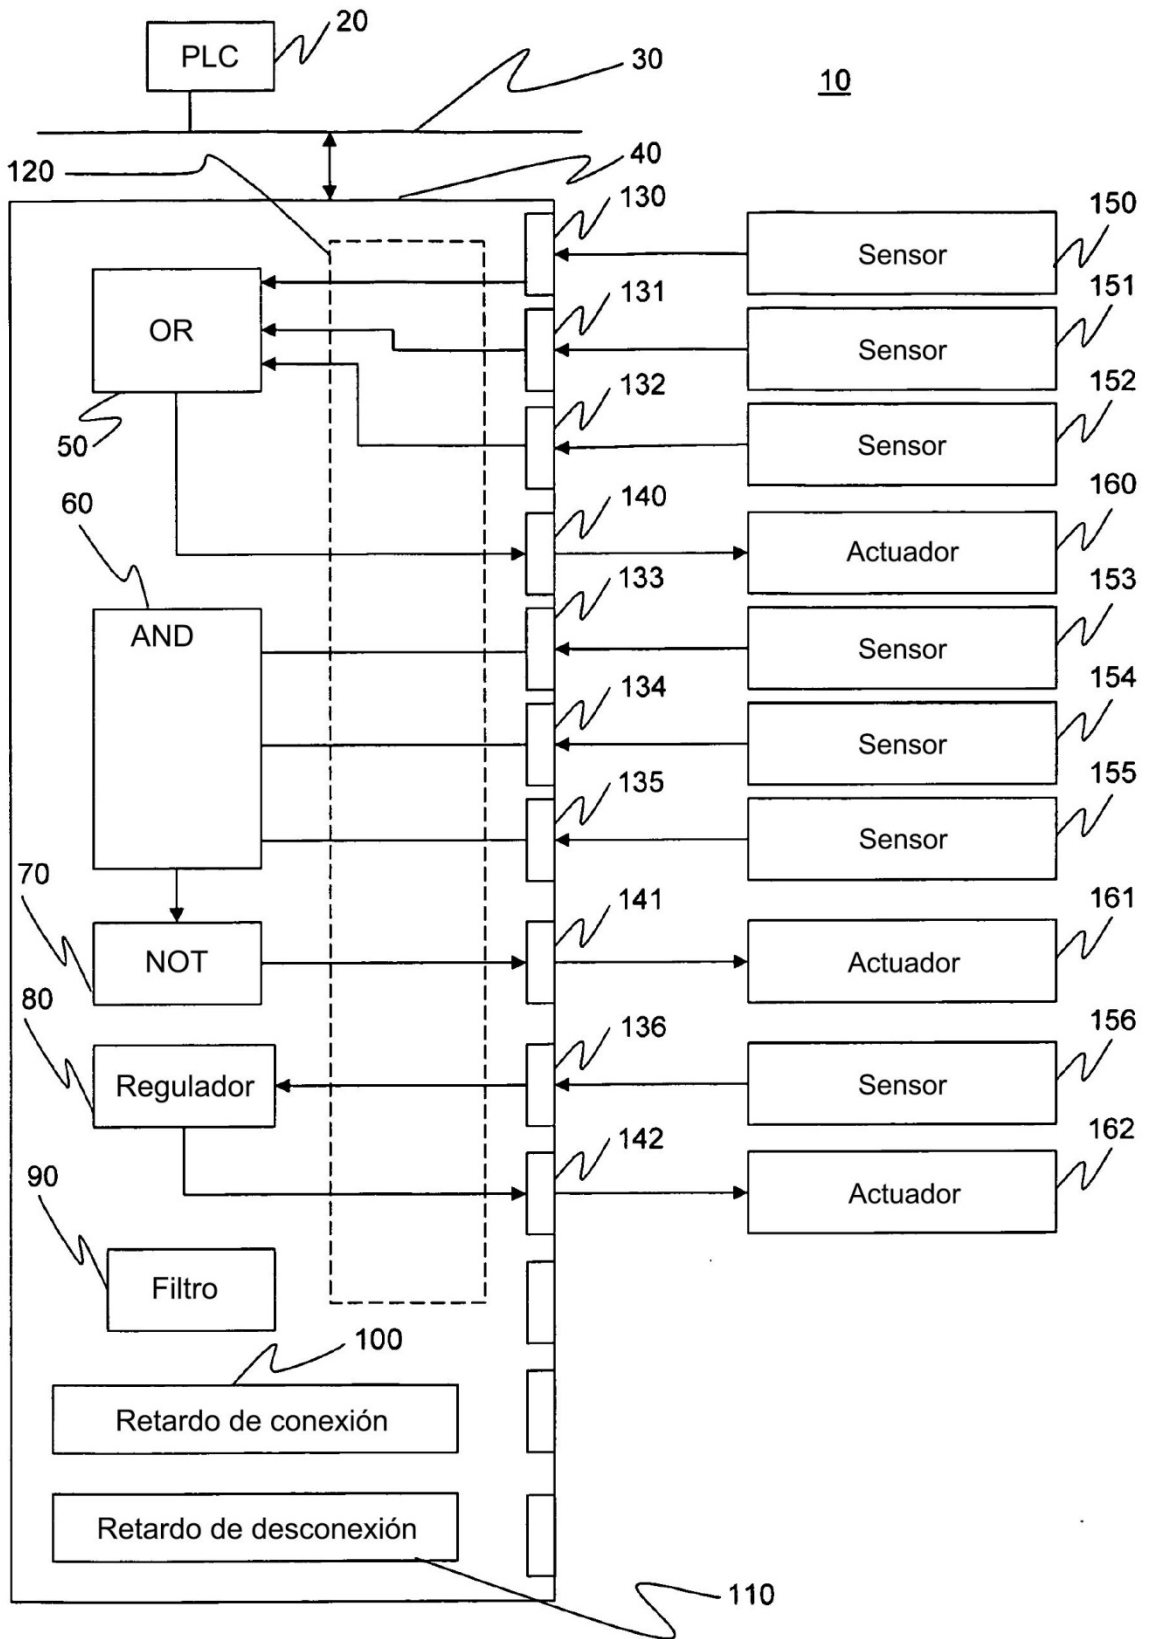 20
PLC
30
10
120
40
130
150
Sensor
131
151
OR
Sensor
132
152
50
Sensor
60
140
160
Actuador
133
153
AND
Sensor
134
154
Sensor
135
155
Sensor
70
141
161
NOT
Actuador
80
136
156
Regulador
Sensor
142
162
90
Actuador
Filtro
100
Retardo de conexión
Retardo de desconexión
110